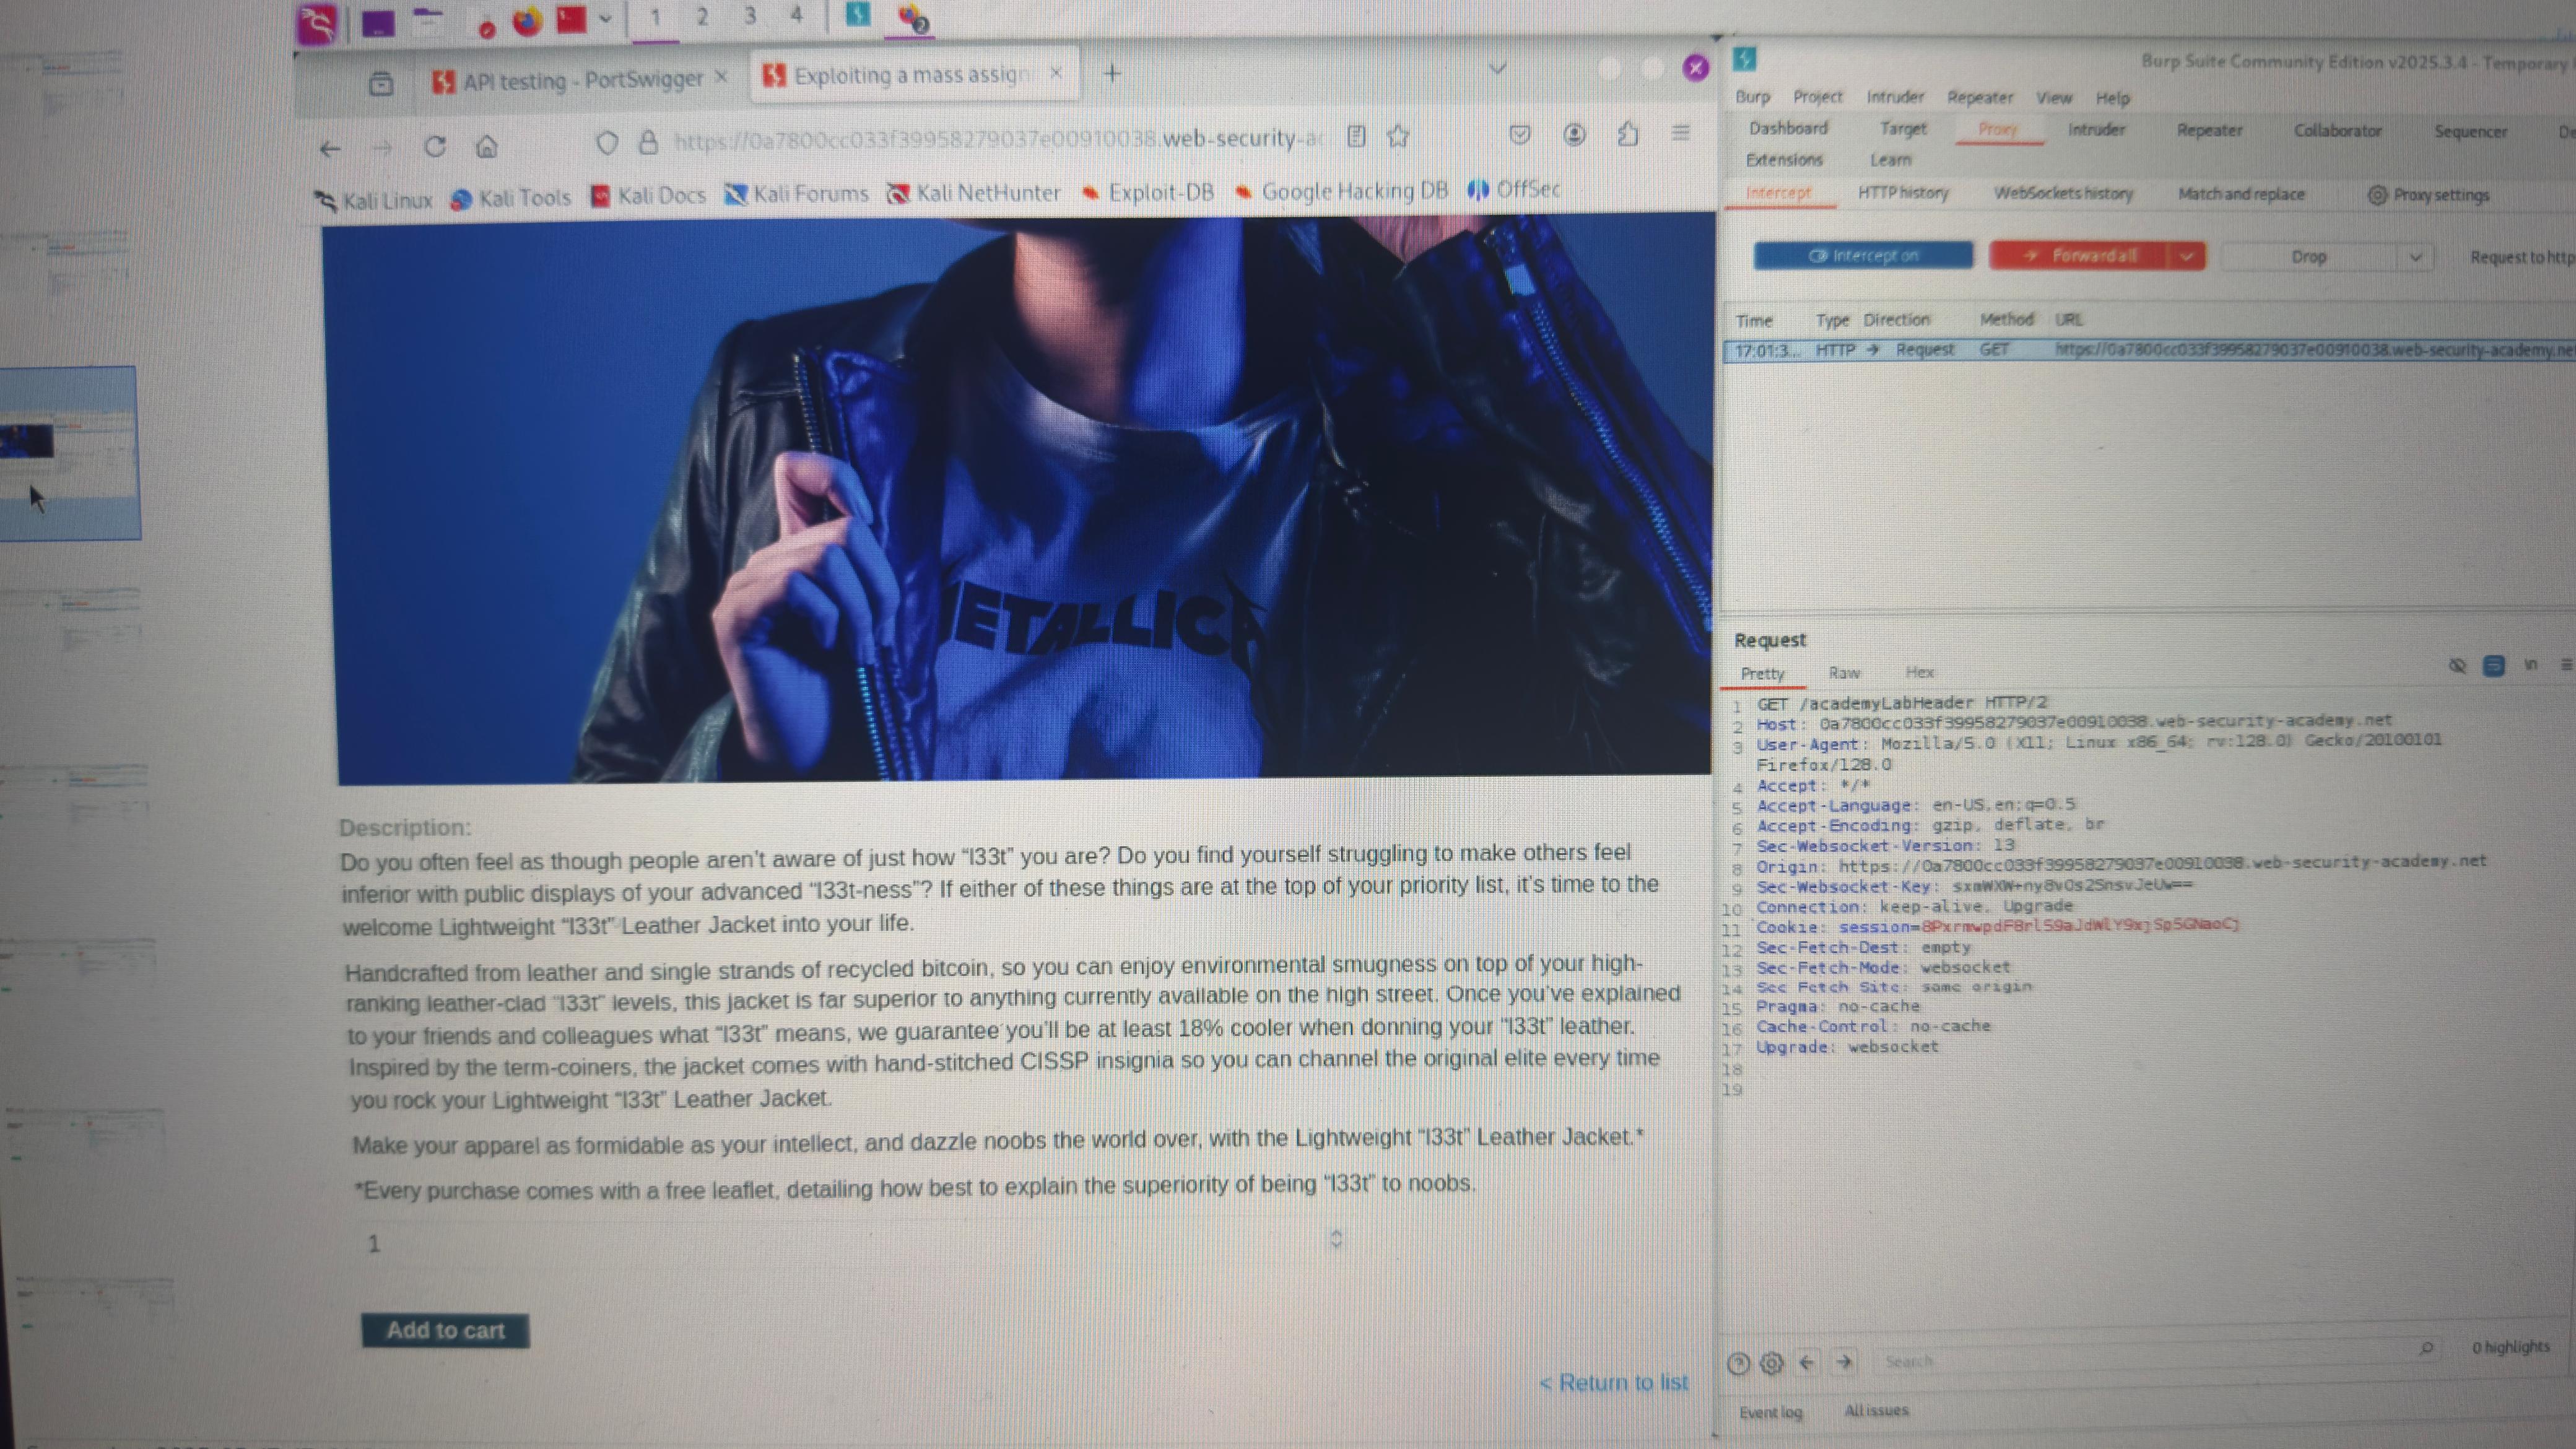 1 2 3 4
2
API testing - PortSwigger × Exploiting a mass assign × +
https://0a7800cc033f39958279037e00910038.web-security-ac
Kali Linux Kali Tools Kali Docs Kali Forums Kali NetHunter Exploit-DB Google Hacking DB OffSec
METALLICA
Description:
Do you often feel as though people aren't aware of just how “l33t” you are? Do you find yourself struggling to make others feel
inferior with public displays of your advanced “l33t-ness”? If either of these things are at the top of your priority list, it's time to the
welcome Lightweight “l33t” Leather Jacket into your life.
Handcrafted from leather and single strands of recycled bitcoin, so you can enjoy environmental smugness on top of your high-
ranking leather-clad “l33t” levels, this jacket is far superior to anything currently available on the high street. Once you've explained
to your friends and colleagues what “l33t” means, we guarantee you'll be at least 18% cooler when donning your “l33t” leather.
Inspired by the term-coiners, the jacket comes with hand-stitched CISSP insignia so you can channel the original elite every time
you rock your Lightweight “l33t” Leather Jacket.
Make your apparel as formidable as your intellect, and dazzle noobs the world over, with the Lightweight “l33t” Leather Jacket.*
*Every purchase comes with a free leaflet, detailing how best to explain the superiority of being “l33t” to noobs.
1
Add to cart
< Return to list
Burp Suite Community Edition v2025.3.4 - Temporary
Burp Project Intruder Repeater View Help
Dashboard Target Proxy Intruder Repeater Collaborator Sequencer De
Extensions Learn
Intercept HTTP history WebSockets history Match and replace Proxy settings
Intercept on Forward all Drop Request to http
Time Type Direction Method URL
17:01:3... HTTP → Request GET https://0a7800cc033f39958279037e00910038.web-security-academy.net
Request
Pretty Raw Hex
\n
1 GET /academyLabHeader HTTP/2
2 Host: 0a7800cc033f39958279037e00910038.web-security-academy.net
3 User-Agent: Mozilla/5.0 (X11; Linux x86_64; rv:128.0) Gecko/20100101
Firefox/128.0
4 Accept: */*
5 Accept-Language: en-US,en;q=0.5
6 Accept-Encoding: gzip, deflate, br
7 Sec-Websocket-Version: 13
8 Origin: https://0a7800cc033f39958279037e00910038.web-security-academy.net
9 Sec-Websocket-Key: sxmWXW+ny8vOs2SnsvJeUw==
10 Connection: keep-alive, Upgrade
11 Cookie: session=8PxrmwpdF8rlS9aJdWlY9xjSp5GNaoCj
12 Sec-Fetch-Dest: empty
13 Sec-Fetch-Mode: websocket
14 Sec-Fetch-Site: same-origin
15 Pragma: no-cache
16 Cache-Control: no-cache
17 Upgrade: websocket
18
19
Search 0 highlights
Event log All issues